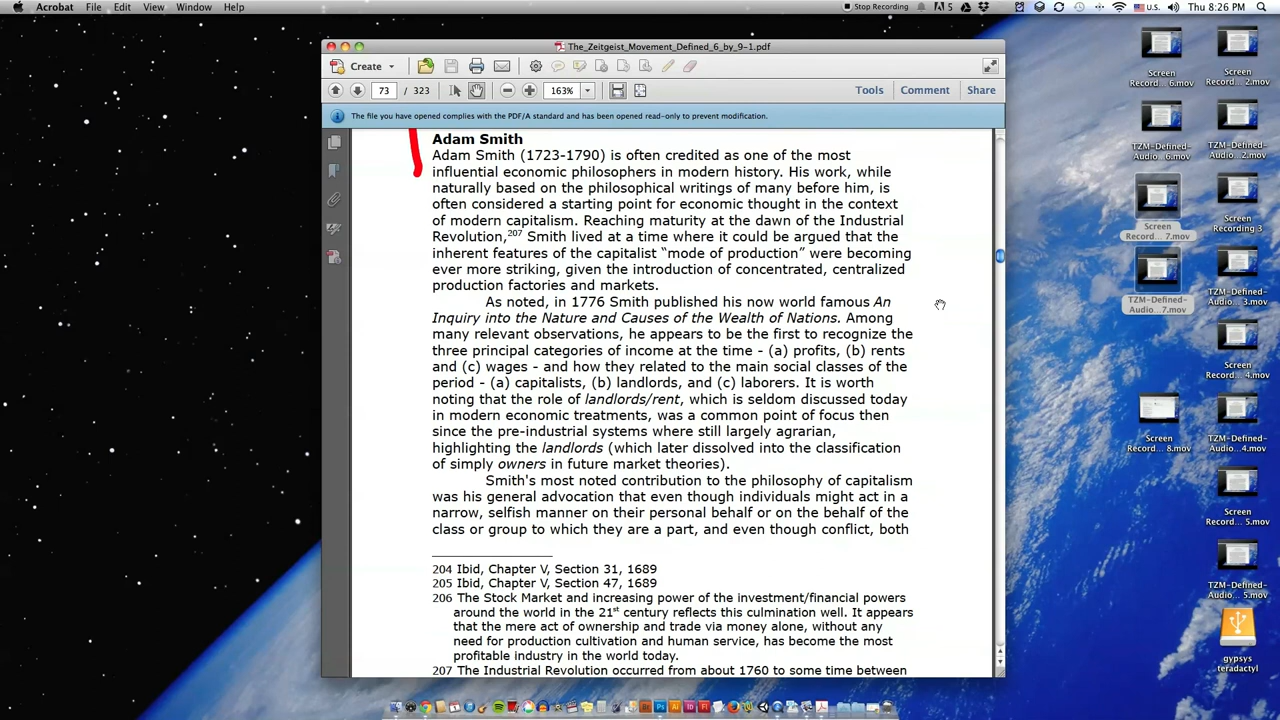 Acrobat File Edit View Window Help
Stop Recording 5 U.S. Thu 8:26 PM
The_Zeitgeist_Movement_Defined_6_by_9-1.pdf
Create
73 / 323 163% Tools Comment Share
The file you have opened complies with the PDF/A standard and has been opened read-only to prevent modification.
Adam Smith
Adam Smith (1723-1790) is often credited as one of the most
influential economic philosophers in modern history. His work, while
naturally based on the philosophical writings of many before him, is
often considered a starting point for economic thought in the context
of modern capitalism. Reaching maturity at the dawn of the Industrial
Revolution,207 Smith lived at a time where it could be argued that the
inherent features of the capitalist “mode of production” were becoming
ever more striking, given the introduction of concentrated, centralized
production factories and markets.
As noted, in 1776 Smith published his now world famous An
Inquiry into the Nature and Causes of the Wealth of Nations. Among
many relevant observations, he appears to be the first to recognize the
three principal categories of income at the time - (a) profits, (b) rents
and (c) wages - and how they related to the main social classes of the
period - (a) capitalists, (b) landlords, and (c) laborers. It is worth
noting that the role of landlords/rent, which is seldom discussed today
in modern economic treatments, was a common point of focus then
since the pre-industrial systems where still largely agrarian,
highlighting the landlords (which later dissolved into the classification
of simply owners in future market theories).
Smith's most noted contribution to the philosophy of capitalism
was his general advocation that even though individuals might act in a
narrow, selfish manner on their personal behalf or on the behalf of the
class or group to which they are a part, and even though conflict, both
204 Ibid, Chapter V, Section 31, 1689
205 Ibid, Chapter V, Section 47, 1689
206 The Stock Market and increasing power of the investment/financial powers
around the world in the 21st century reflects this culmination well. It appears
that the mere act of ownership and trade via money alone, without any
need for production cultivation and human service, has become the most
profitable industry in the world today.
207 The Industrial Revolution occurred from about 1760 to some time between
Screen
Record... 6.mov
Screen
Record... 2.mov
TZM-Defined-
Audio... 6.mov
TZM-Defined-
Audio... 2.mov
Screen
Record... 7.mov
Screen
Recording 3
TZM-Defined-
Audio... 7.mov
TZM-Defined-
Audio... 3.mov
Screen
Record... 4.mov
Screen
Record... 8.mov
TZM-Defined-
Audio... 4.mov
Screen
Record... 5.mov
TZM-Defined-
Audio... 5.mov
gypsys
teradactyl